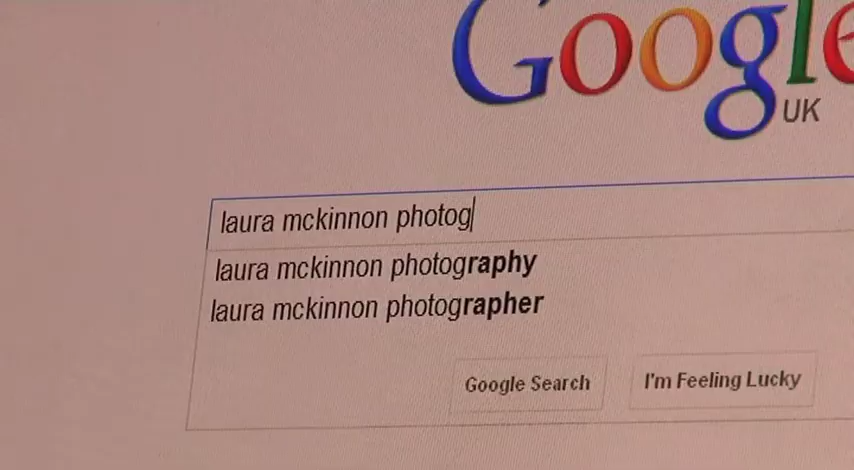 Google
UK
laura mckinnon photog
laura mckinnon photography
laura mckinnon photographer
Google Search
I'm Feeling Lucky